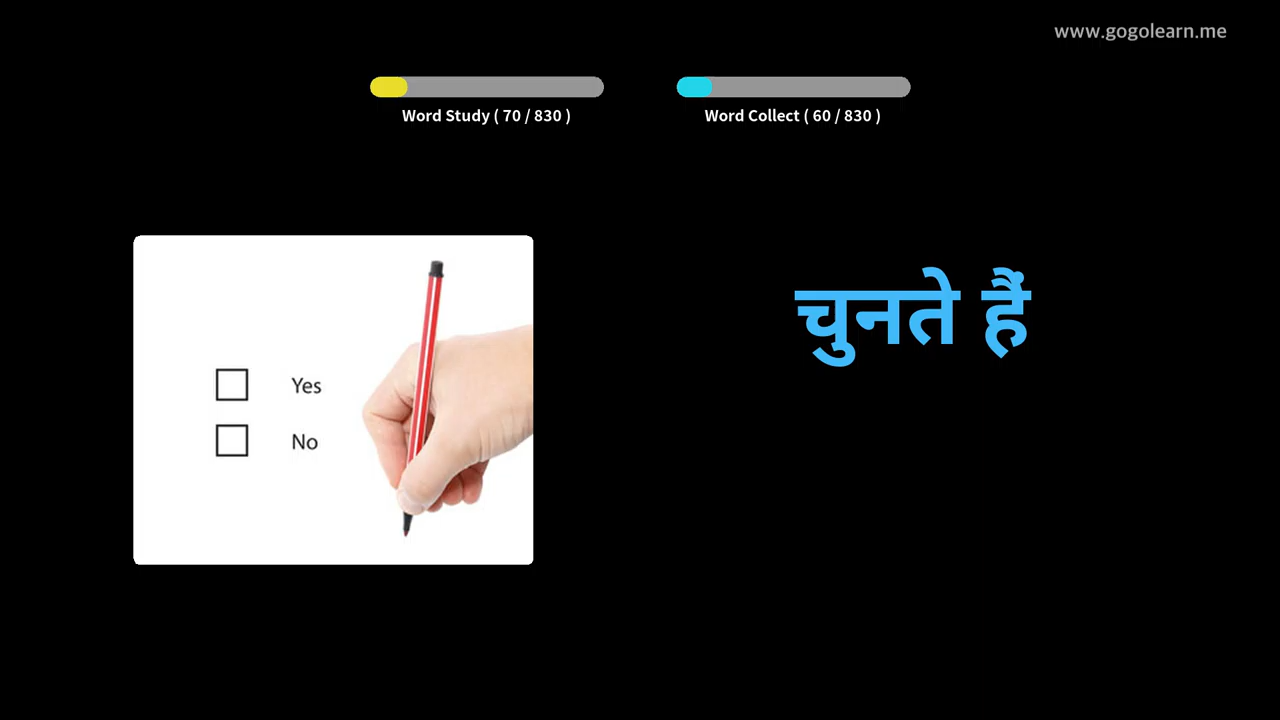 www.gogolearn.me
Word Study ( 70 / 830 )
Word Collect ( 60 / 830 )
Yes
No
चुनते हैं